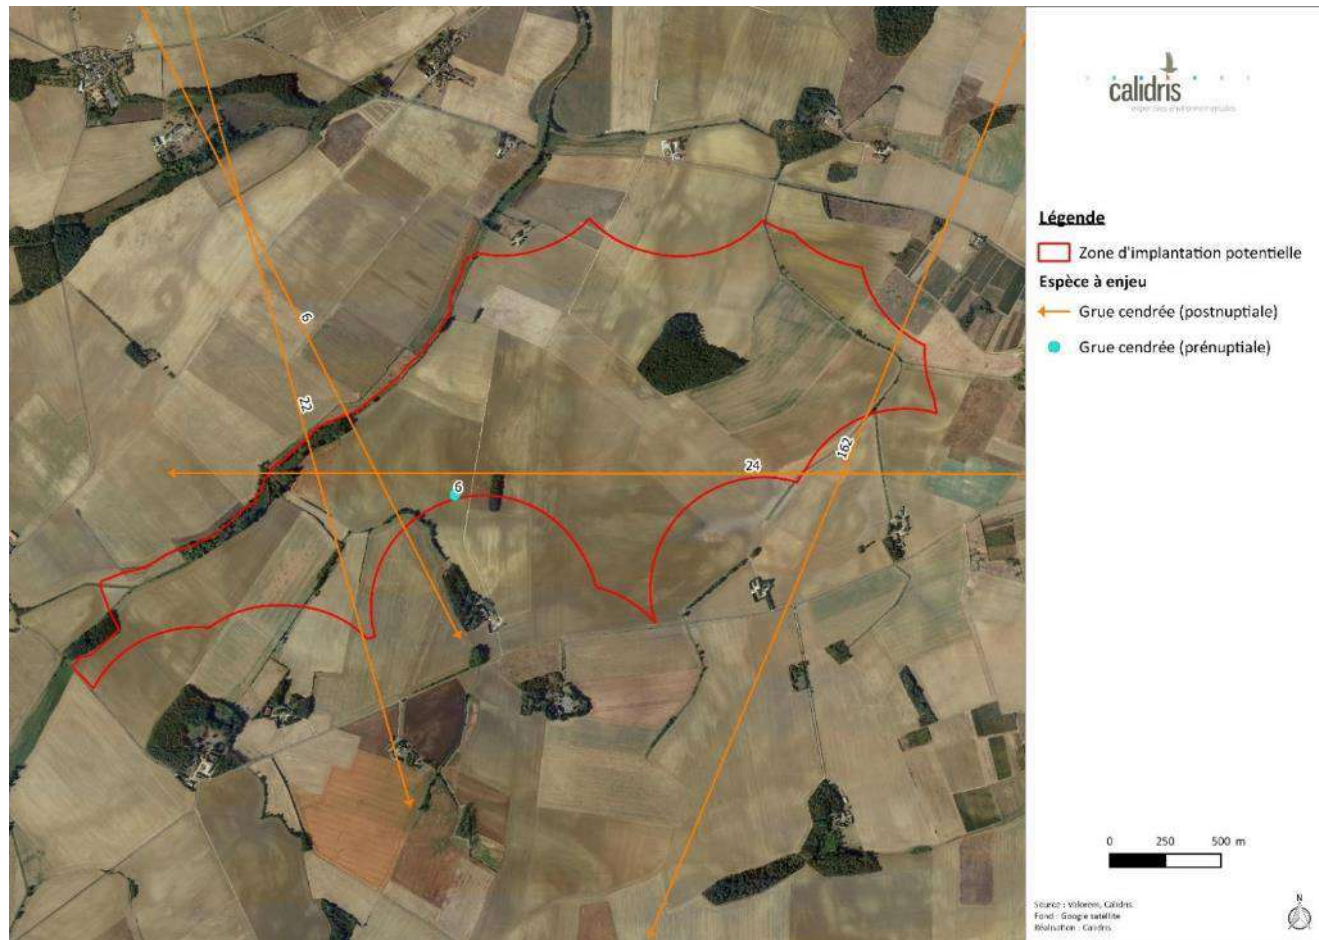 calidris
Légende
Zone d'implantation potentielle
Espèce à enjeu
Grue cendrée (postnuptiale)
Grue cendrée (prénuptiale)
6
22
162
24
6
0 250 500 m
Source : Valorem, Calidris
Fond : Google satellite
Réalisation : Calidris
N